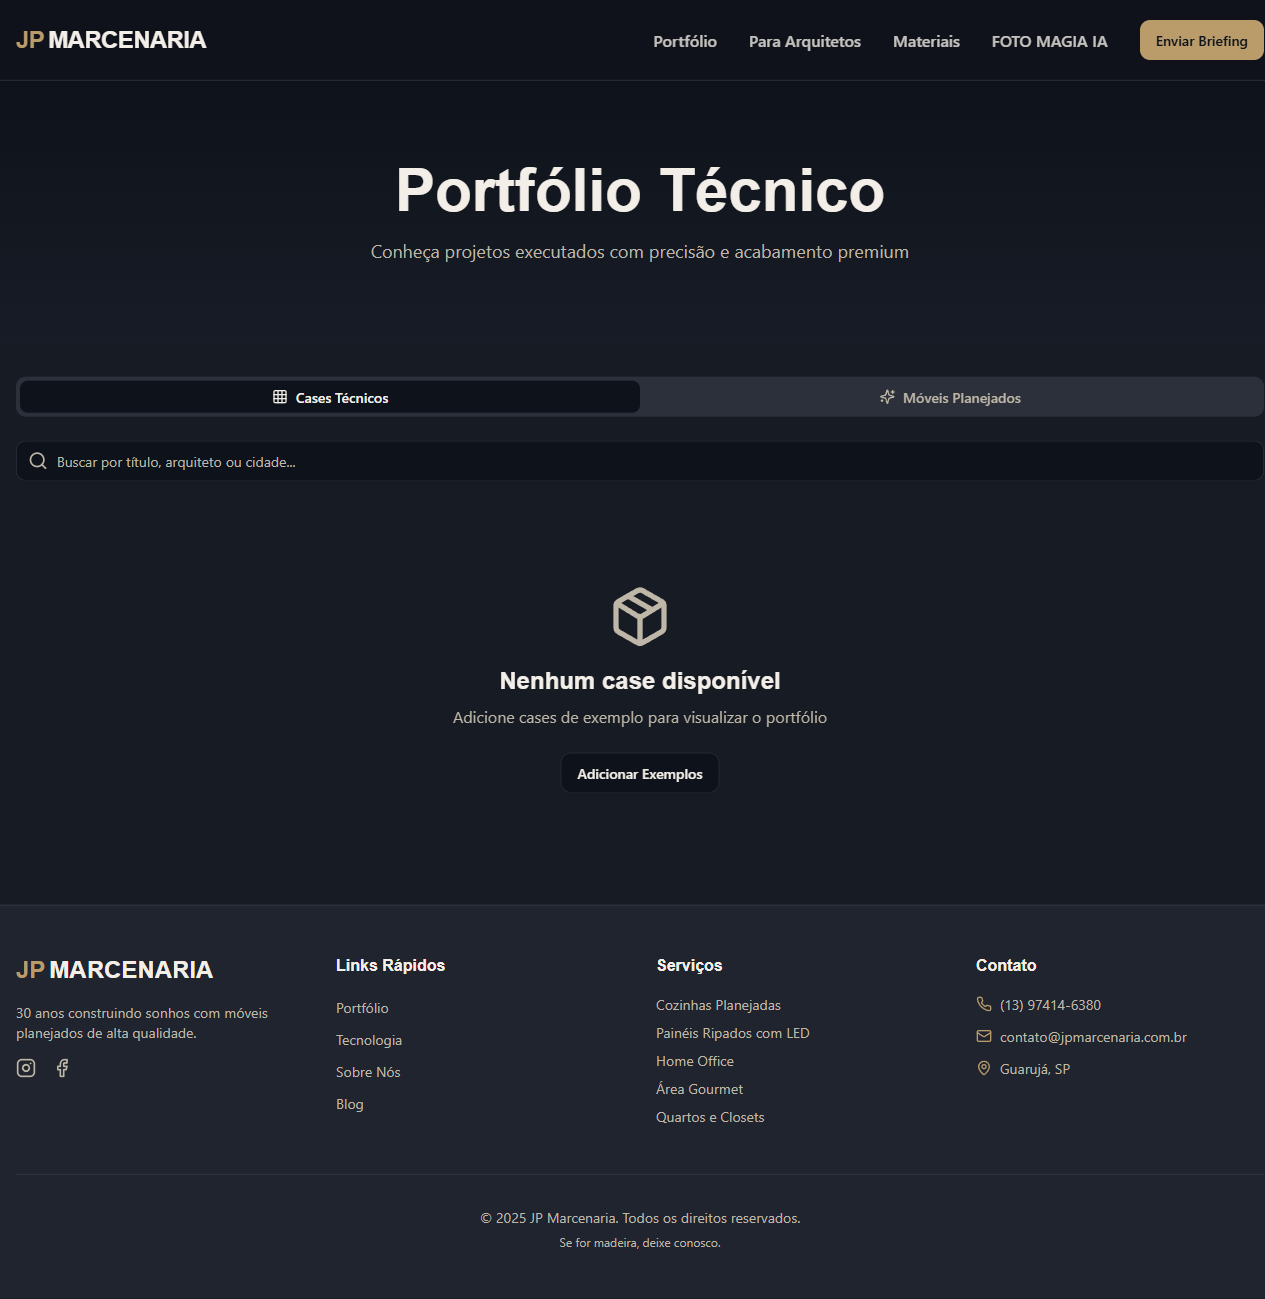 JP MARCENARIA
Portfólio
Para Arquitetos
Materiais
FOTO MAGIA IA
Enviar Briefing
Portfólio Técnico
Conheça projetos executados com precisão e acabamento premium
Cases Técnicos
Móveis Planejados
Buscar por título, arquiteto ou cidade...
Nenhum case disponível
Adicione cases de exemplo para visualizar o portfólio
Adicionar Exemplos
JP MARCENARIA
30 anos construindo sonhos com móveis
planejados de alta qualidade.
Links Rápidos
Portfólio
Tecnologia
Sobre Nós
Blog
Serviços
Cozinhas Planejadas
Painéis Ripados com LED
Home Office
Área Gourmet
Quartos e Closets
Contato
(13) 97414-6380
contato@jpmarcenaria.com.br
Guarujá, SP
© 2025 JP Marcenaria. Todos os direitos reservados.
Se for madeira, deixe conosco.